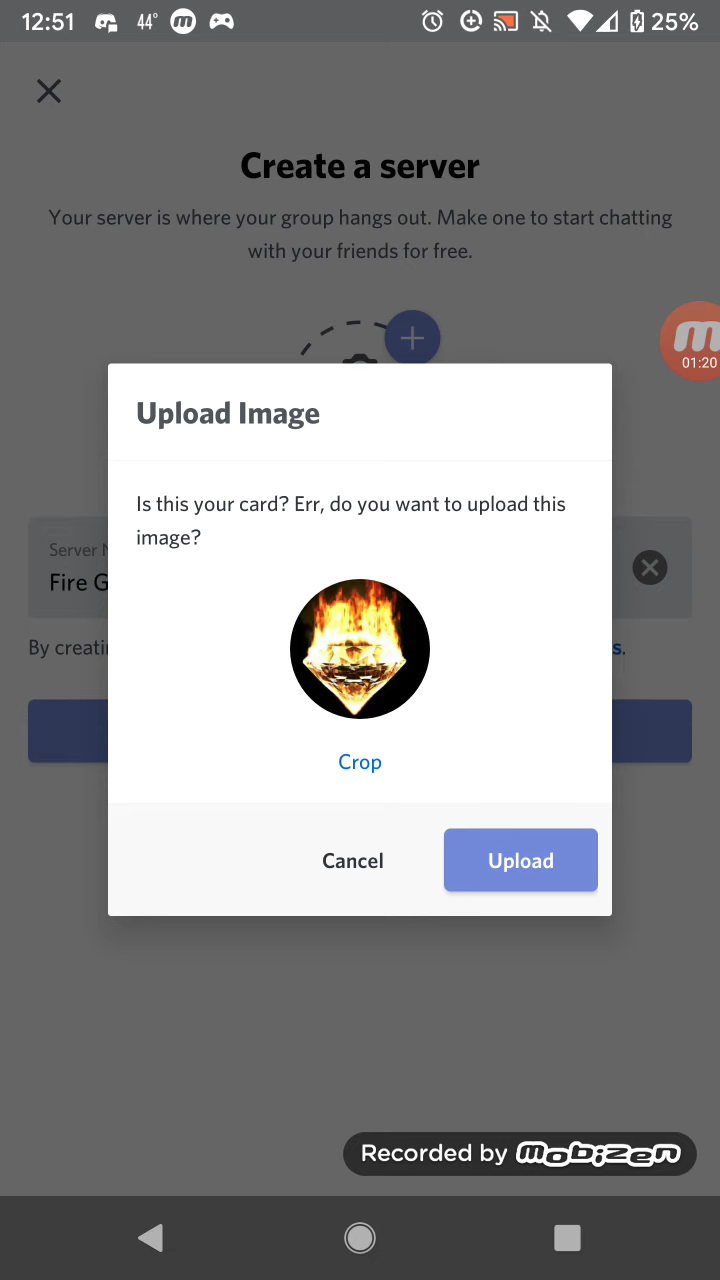 12:51 44° 25%
Create a server
Your server is where your group hangs out. Make one to start chatting
with your friends for free.
m
01:20
Upload Image
Is this your card? Err, do you want to upload this
image?
Server
Fire G
By creati s.
Crop
Cancel Upload
Recorded by mobizen